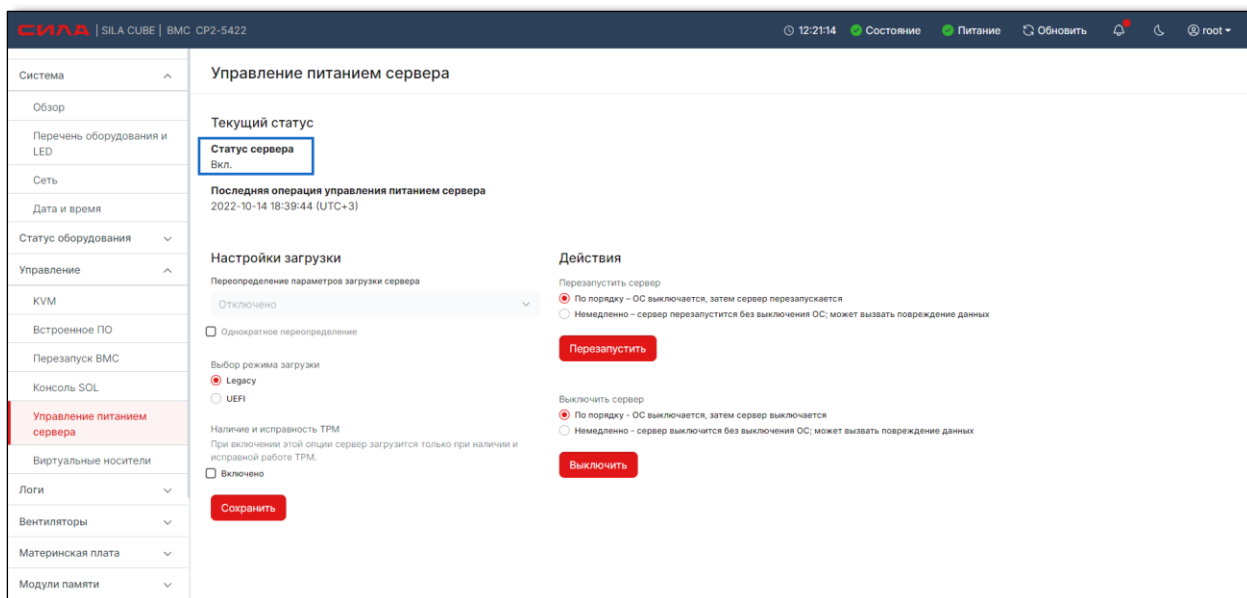 СИЛА | SILA CUBE | BMC CP2-5422
12:21:14 Состояние Питание Обновить root
Система
Обзор
Перечень оборудования и
LED
Сеть
Дата и время
Статус оборудования
Управление
KVM
Встроенное ПО
Перезапуск BMC
Консоль SOL
Управление питанием
сервера
Виртуальные носители
Логи
Вентиляторы
Материнская плата
Модули памяти
Управление питанием сервера
Текущий статус
Статус сервера
Вкл.
Последняя операция управления питанием сервера
2022-10-14 18:39:44 (UTC+3)
Настройки загрузки
Переопределение параметров загрузки сервера
Отключено
Однократное переопределение
Выбор режима загрузки
Legacy
UEFI
Наличие и исправность TPM
При включении этой опции сервер загрузится только при наличии и
исправной работе TPM.
Включено
Сохранить
Действия
Перезапустить сервер
По порядку – ОС выключается, затем сервер перезапускается
Немедленно – сервер перезапустится без выключения ОС; может вызвать повреждение данных
Перезапустить
Выключить сервер
По порядку - ОС выключается, затем сервер выключается
Немедленно - сервер выключится без выключения ОС; может вызвать повреждение данных
Выключить